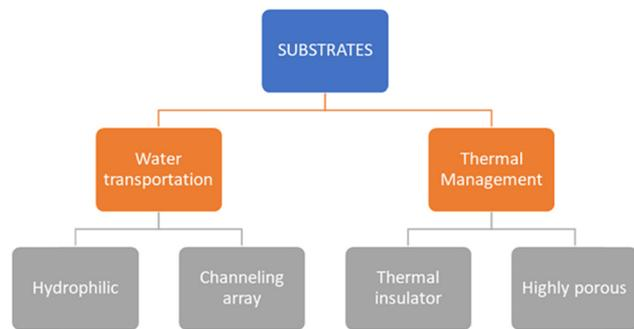 SUBSTRATES
Water
transportation
Thermal
Management
Hydrophilic
Channeling
array
Thermal
insulator
Highly porous